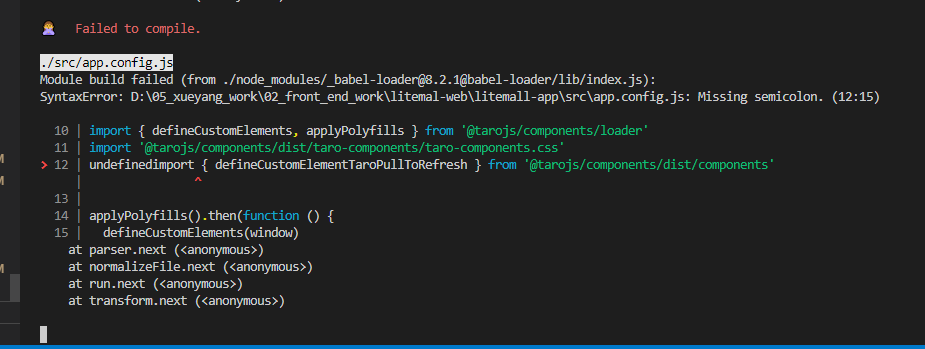 Failed to compile.
./src/app.config.js
Module build failed (from ./node_modules/_babel-loader@8.2.1@babel-loader/lib/index.js):
SyntaxError: D:\05_xueyang_work\02_front_end_work\litemal-web\litemall-app\src\app.config.js: Missing semicolon. (12:15)
10 | import { defineCustomElements, applyPolyfills } from '@tarojs/components/loader'
11 | import '@tarojs/components/dist/taro-components/taro-components.css'
> 12 | undefinedimport { defineCustomElementTaroPullToRefresh } from '@tarojs/components/dist/components'
| ^
13 |
14 | applyPolyfills().then(function () {
15 | defineCustomElements(window)
at parser.next (<anonymous>)
at normalizeFile.next (<anonymous>)
at run.next (<anonymous>)
at transform.next (<anonymous>)